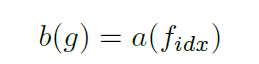 b(g) = a(f_{idx})